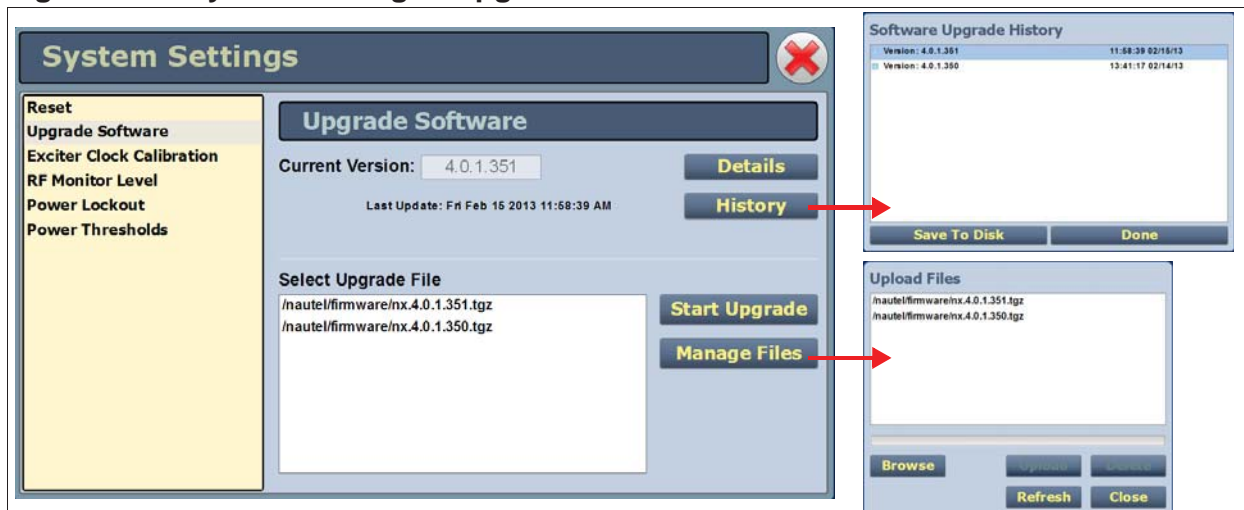 System Settings
Reset
Upgrade Software
Exciter Clock Calibration
RF Monitor Level
Power Lockout
Power Thresholds
Upgrade Software
Current Version: 4.0.1.351
Details
Last Update: Fri Feb 15 2013 11:58:39 AM
History
Select Upgrade File
/nautel/firmware/nx.4.0.1.351.tgz
/nautel/firmware/nx.4.0.1.350.tgz
Start Upgrade
Manage Files
Software Upgrade History
Version: 4.0.1.351 11:58:39 02/15/13
Version: 4.0.1.350 13:41:17 02/14/13
Save To Disk Done
Upload Files
/nautel/firmware/nx.4.0.1.351.tgz
/nautel/firmware/nx.4.0.1.350.tgz
Browse Upload Delete
Refresh Close